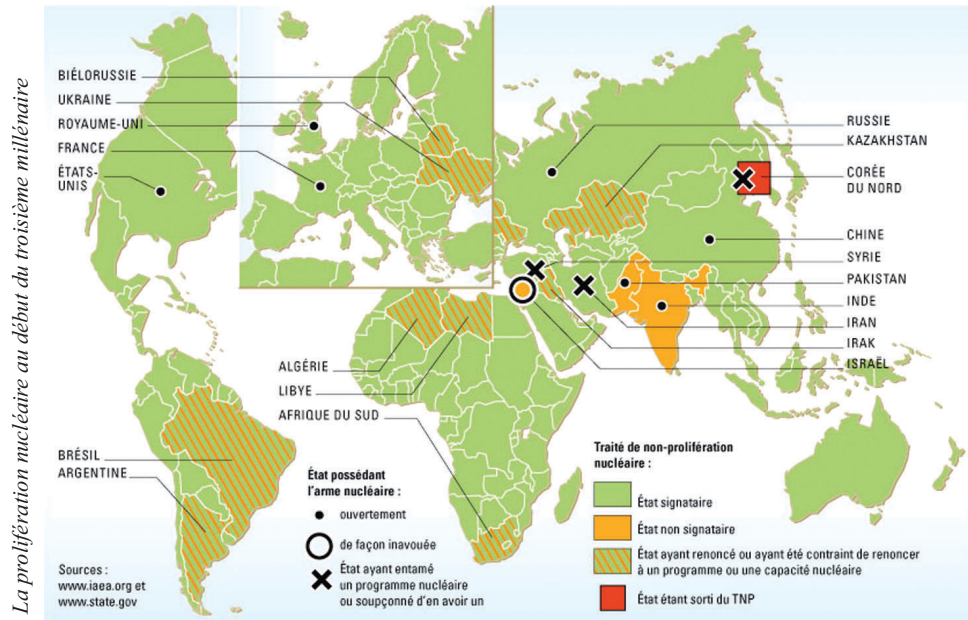 La prolifération nucléaire au début du troisième millénaire
BIÉLORUSSIE
UKRAINE
ROYAUME-UNI
FRANCE
ÉTATS-
UNIS
RUSSIE
KAZAKHSTAN
CORÉE
DU NORD
CHINE
SYRIE
PAKISTAN
INDE
IRAN
IRAK
ISRAËL
ALGÉRIE
LIBYE
AFRIQUE DU SUD
BRÉSIL
ARGENTINE
Sources :
www.iaea.org et
www.state.gov
État possédant
l'arme nucléaire :
ouvertement
de façon inavouée
État ayant entamé
un programme nucléaire
ou soupçonné d'en avoir un
Traité de non-prolifération
nucléaire :
État signataire
État non signataire
État ayant renoncé ou ayant été contraint de renoncer
à un programme ou une capacité nucléaire
État étant sorti du TNP